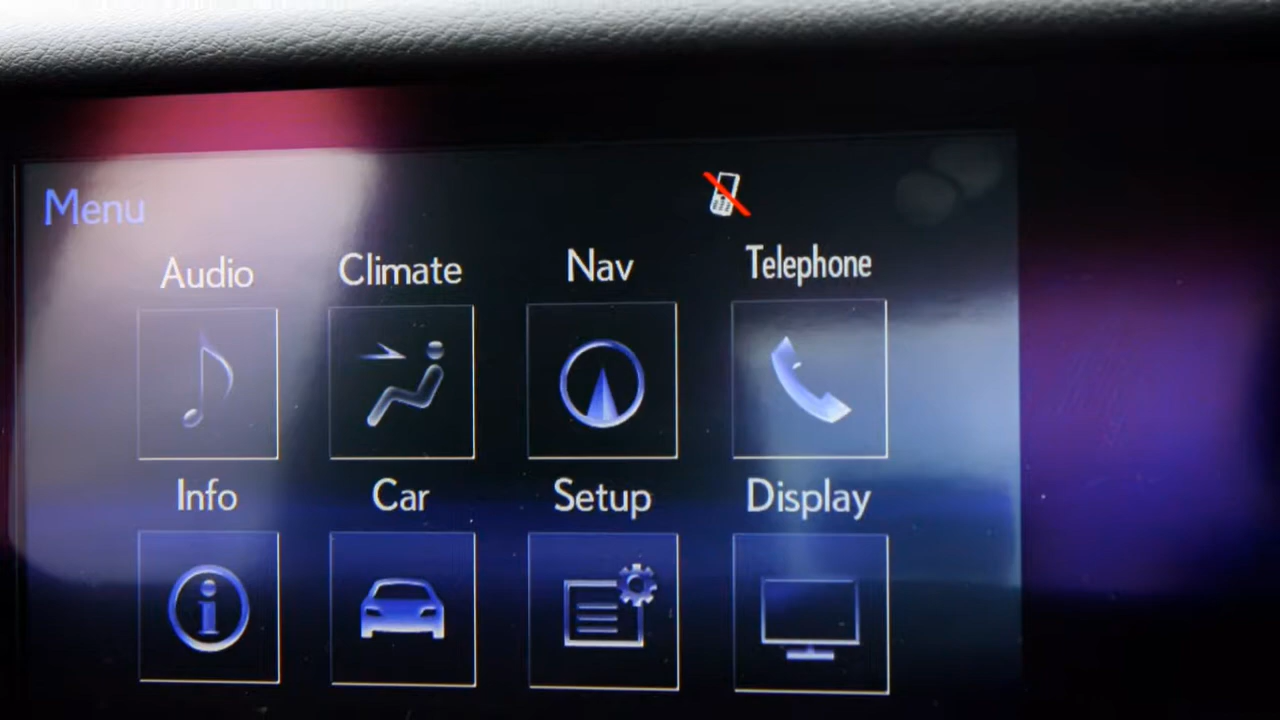 Menu
Audio
Climate
Nav
Telephone
Info
Car
Setup
Display